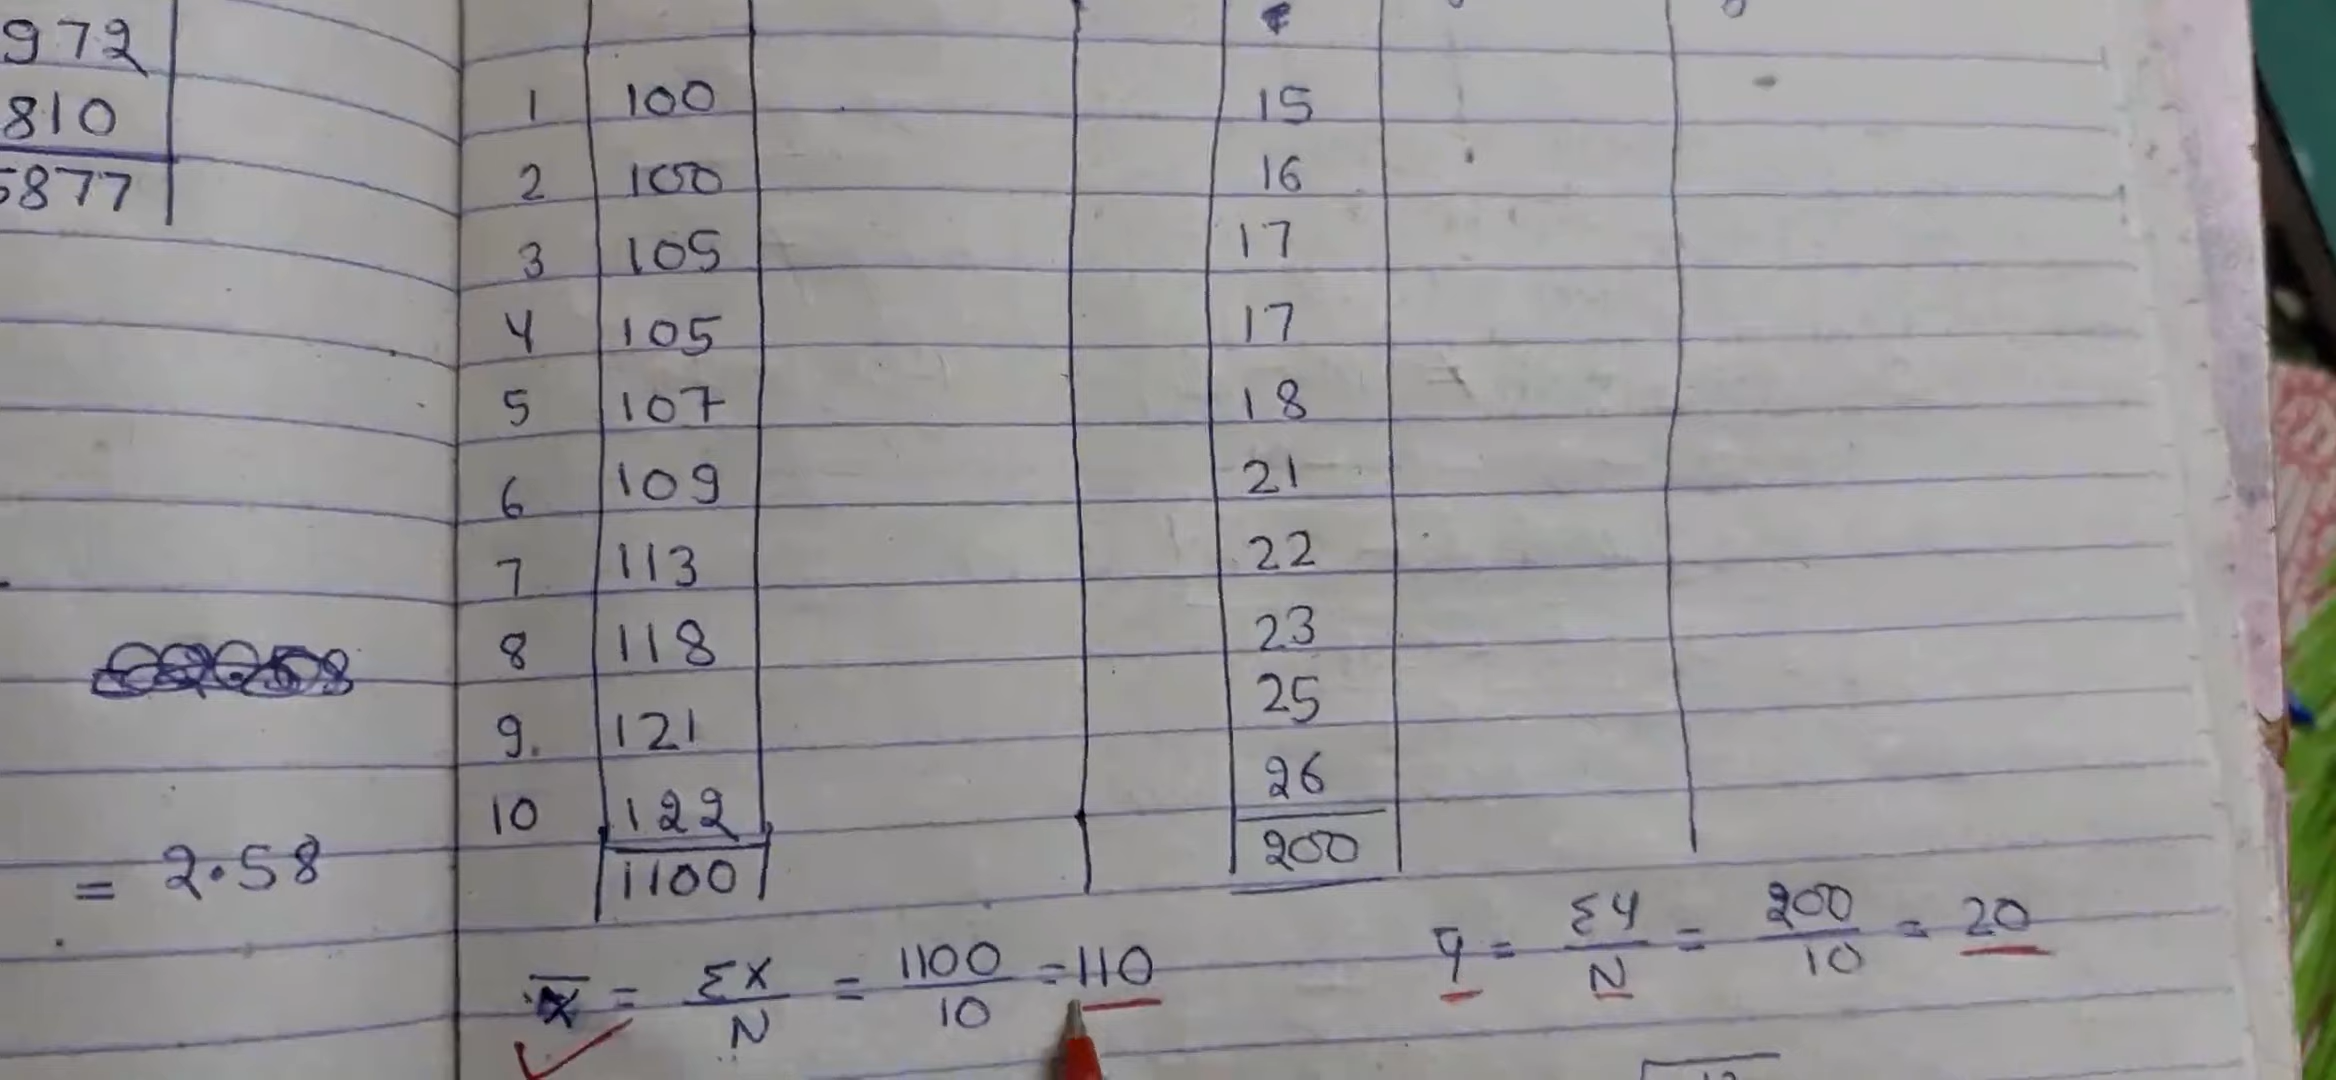 972
810
5877
= 2.58
1 100 15
2 100 16
3 105 17
4 105 17
5 107 18
6 109 21
7 113 22
8 118 23
9. 121 25
10 122 26
1100 200
x̄ = Σx/N = 1100/10 = 110
ȳ = Σy/N = 200/10 = 20